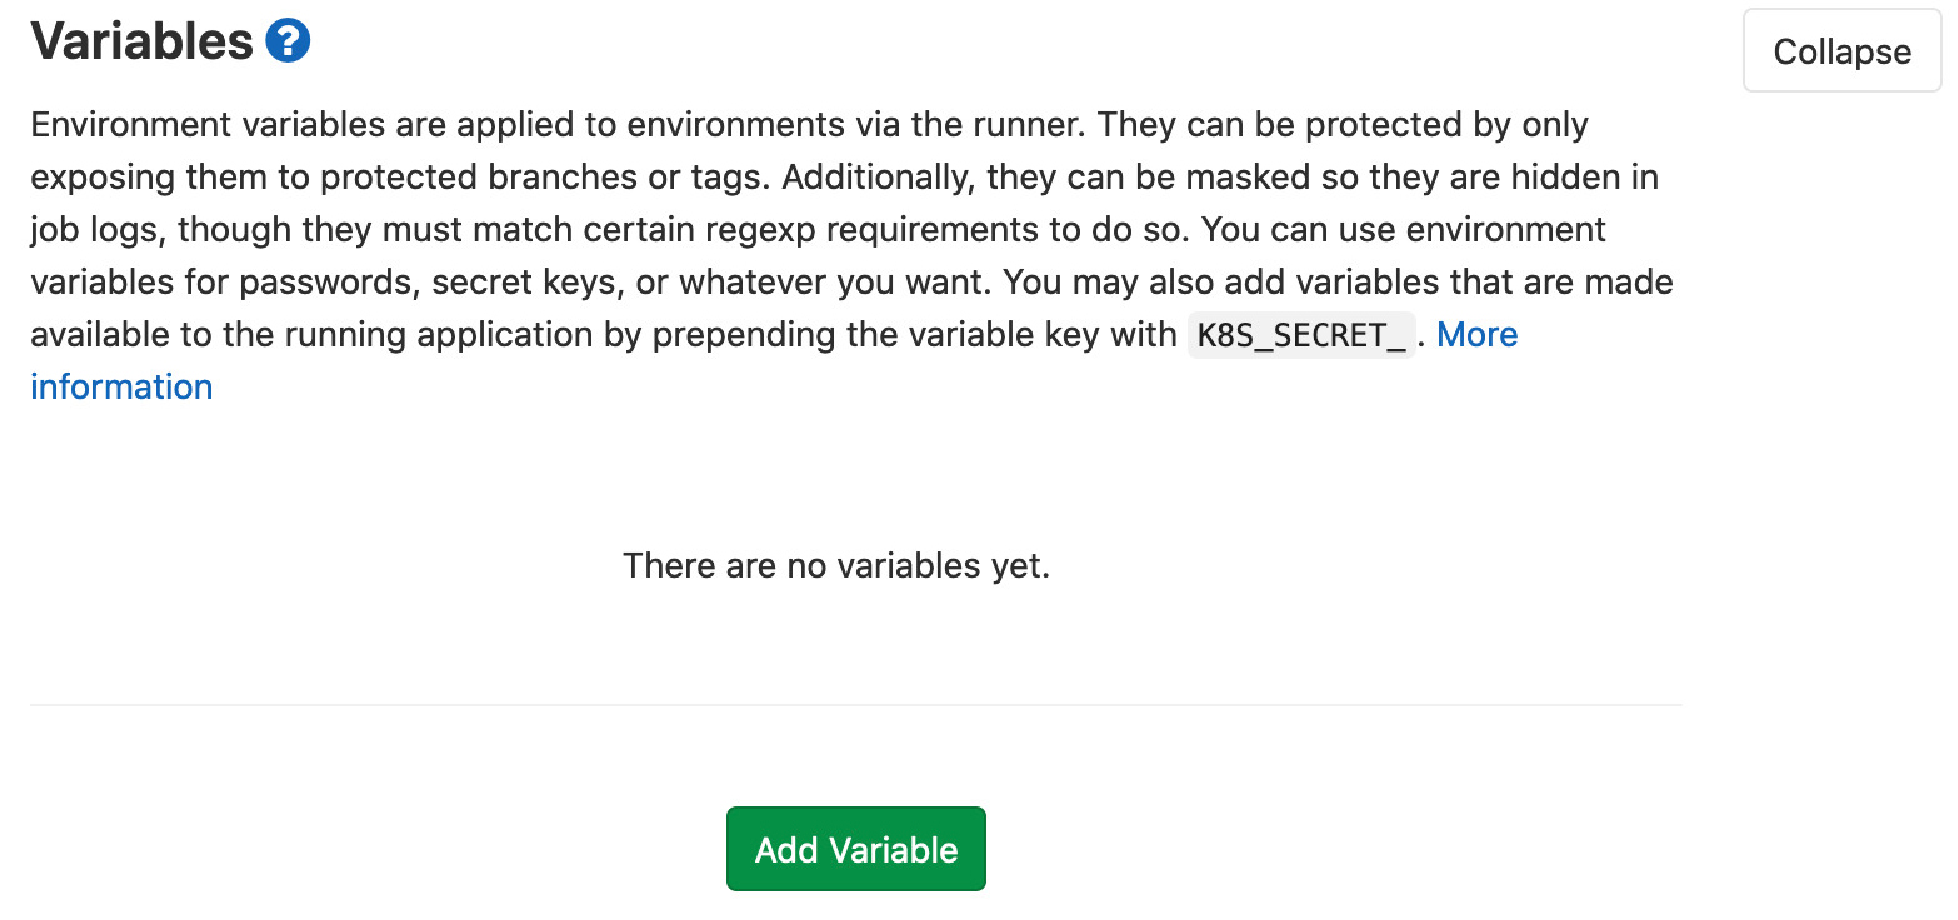 Variables ?
Collapse
Environment variables are applied to environments via the runner. They can be protected by only
exposing them to protected branches or tags. Additionally, they can be masked so they are hidden in
job logs, though they must match certain regexp requirements to do so. You can use environment
variables for passwords, secret keys, or whatever you want. You may also add variables that are made
available to the running application by prepending the variable key with K8S_SECRET_. More
information
There are no variables yet.
Add Variable